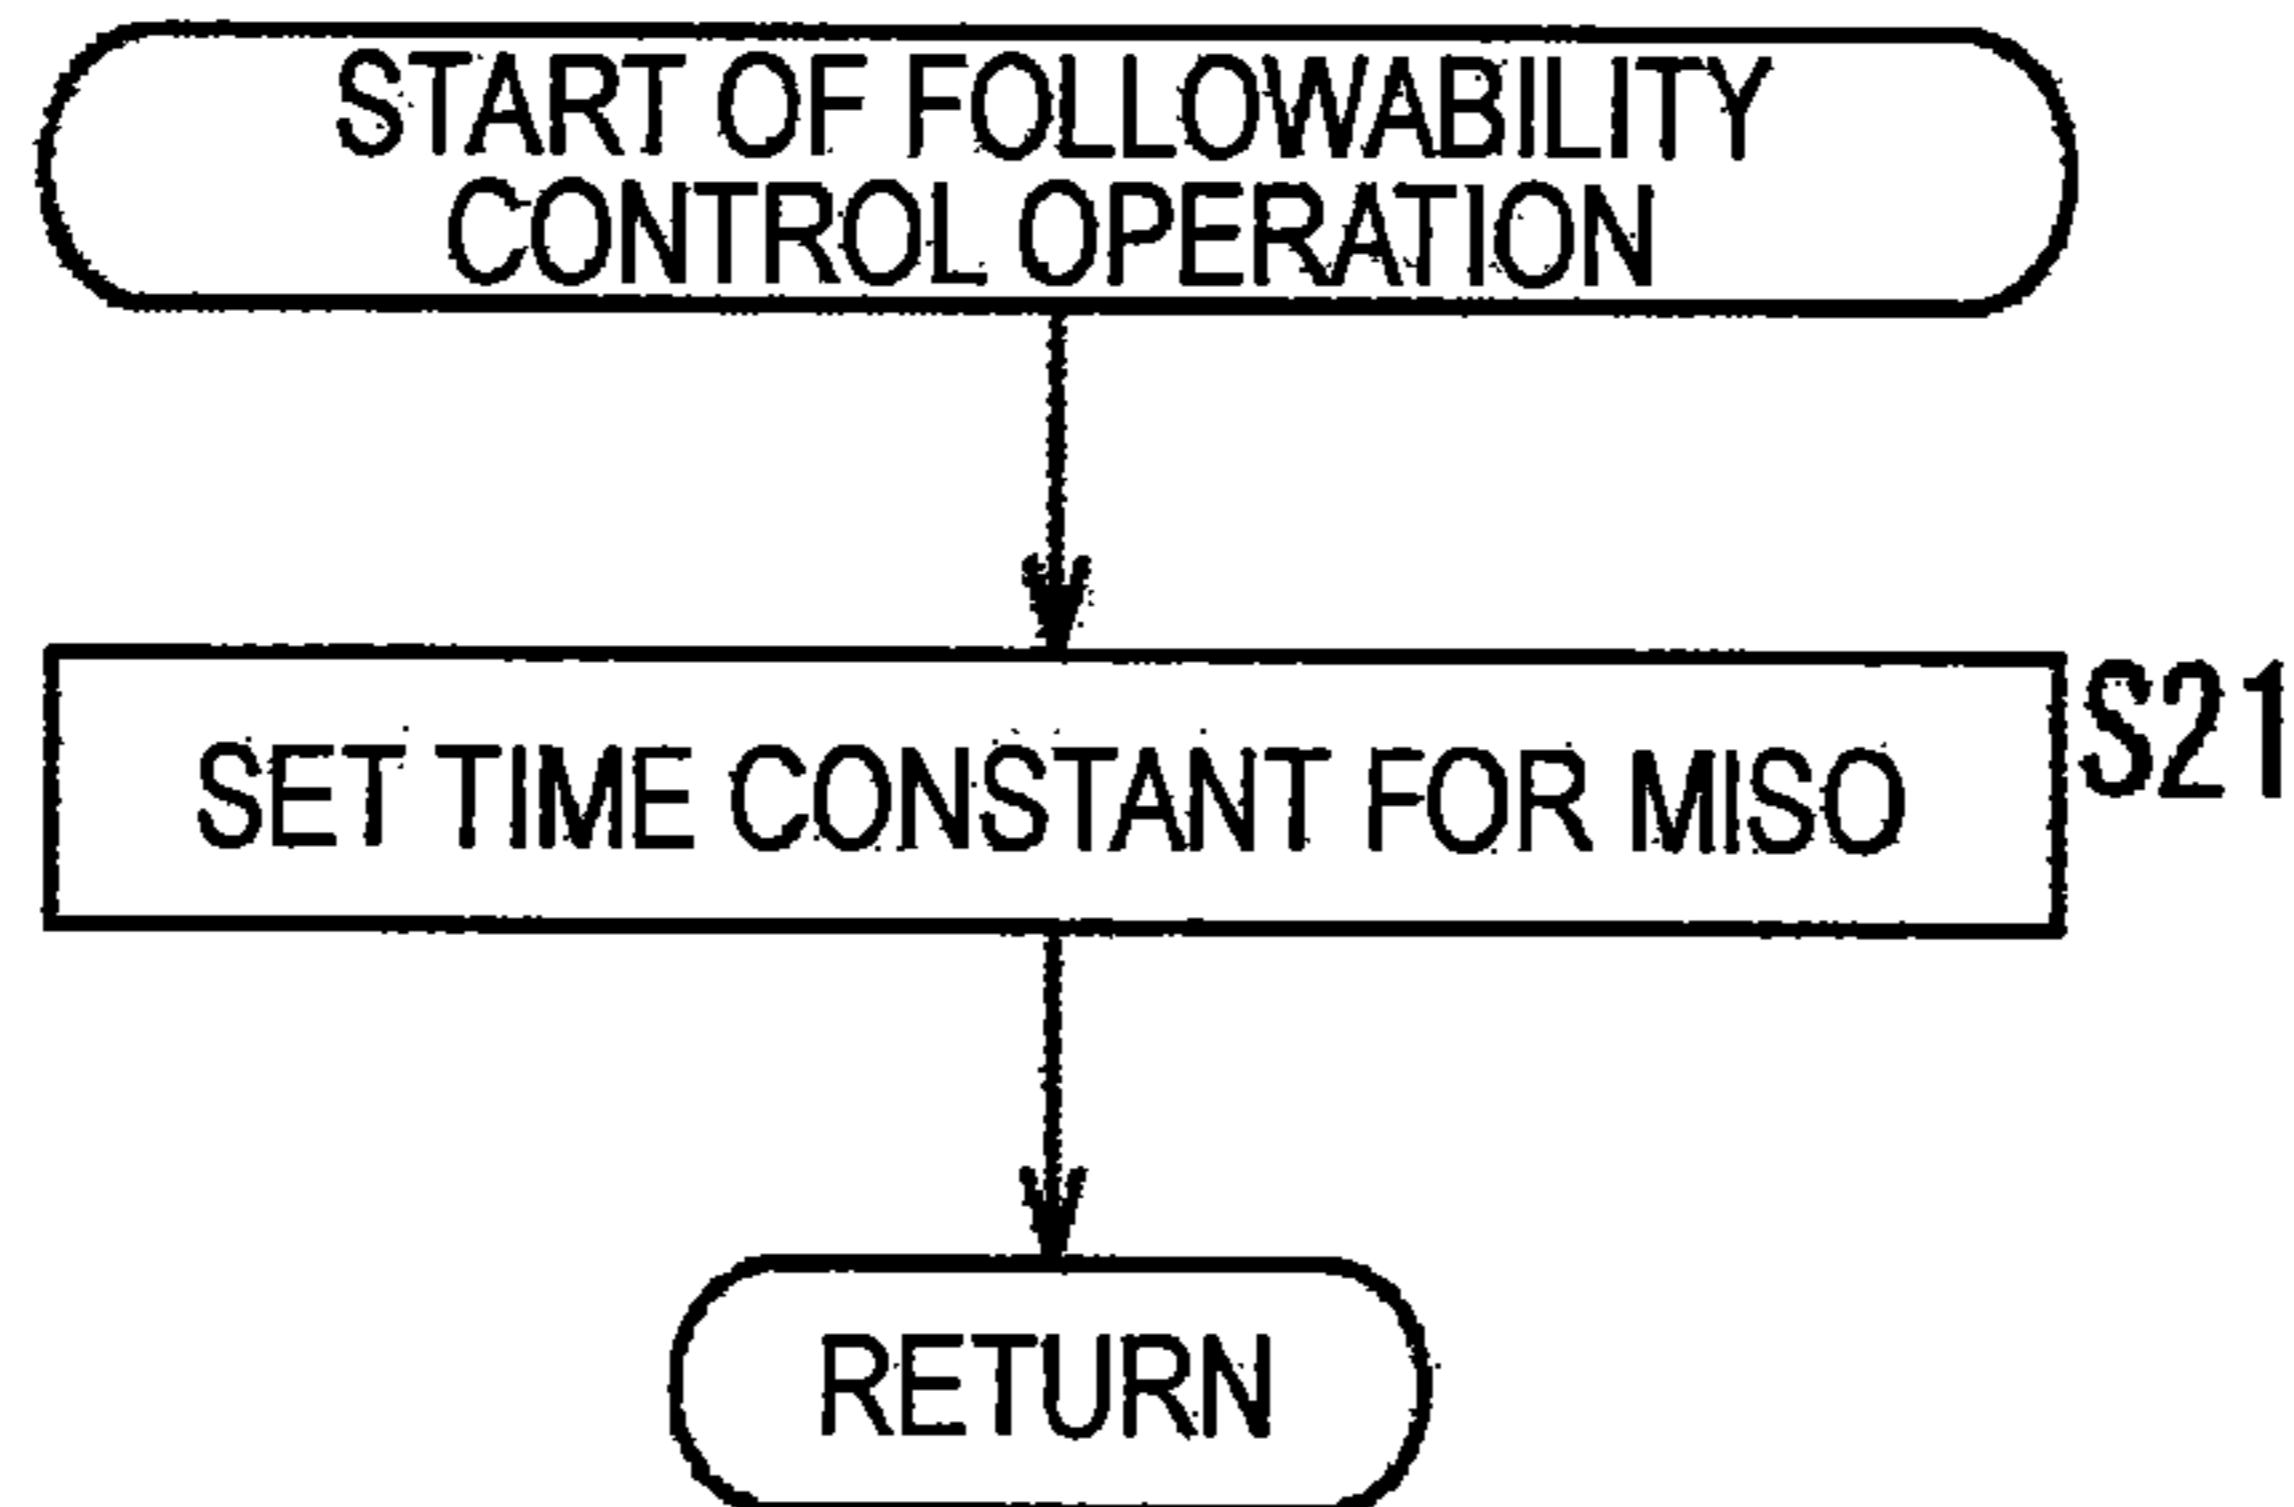 START OF FOLLOWABILITY
CONTROL OPERATION
SET TIME CONSTANT FOR MISO
S21
RETURN